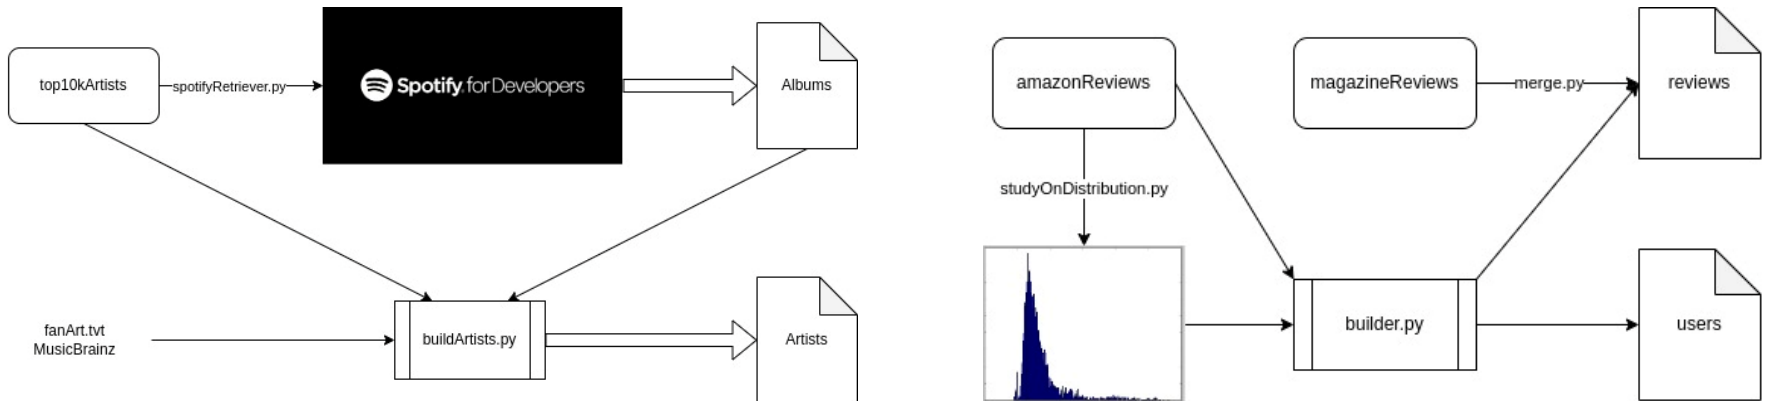 top10kArtists
spotifyRetriever.py
Spotify for Developers
Albums
fanArt.tvt
MusicBrainz
buildArtists.py
Artists
amazonReviews
magazineReviews
merge.py
reviews
studyOnDistribution.py
builder.py
users